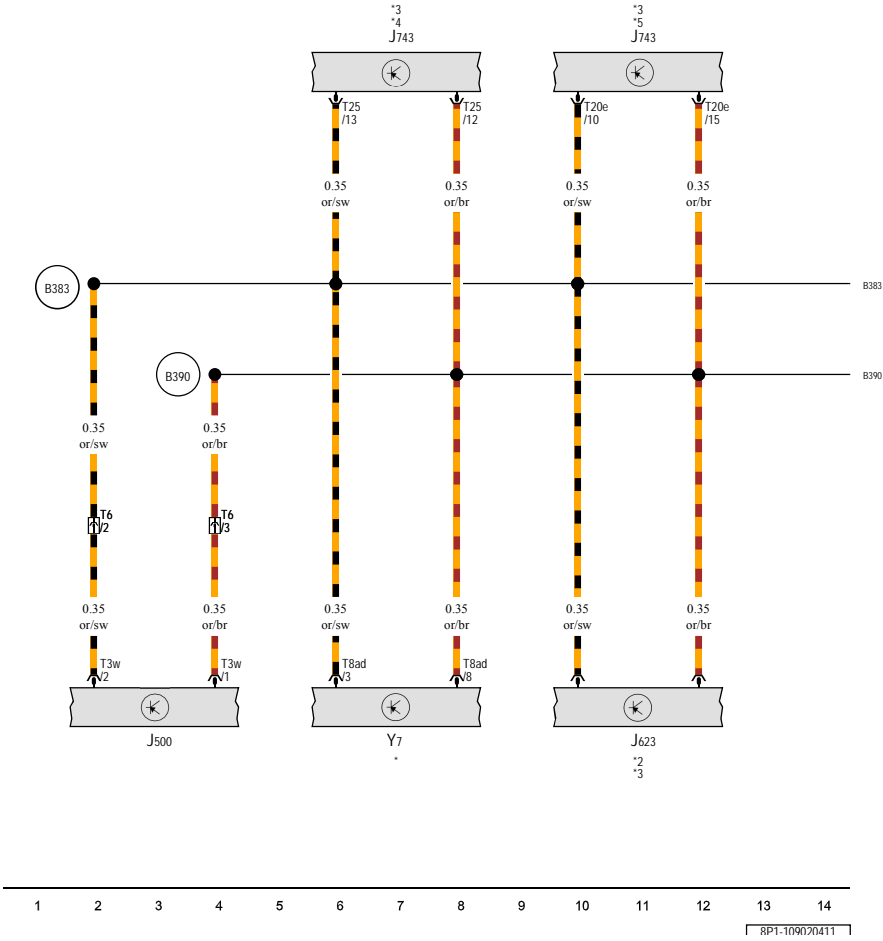 *3
*4
J743
*3
*5
J743
T25
/13
T25
/12
T20e
/10
T20e
/15
0.35
or/sw
0.35
or/br
0.35
or/sw
0.35
or/br
B383
B383
B390
B390
0.35
or/sw
0.35
or/br
T6
/2
T6
/3
0.35
or/sw
0.35
or/br
0.35
or/sw
0.35
or/br
0.35
or/sw
0.35
or/br
T3w
/2
T3w
/1
T8ad
/3
T8ad
/8
J500
Y7
*
J623
*2
*3
1 2 3 4 5 6 7 8 9 10 11 12 13 14
8P1-109020411